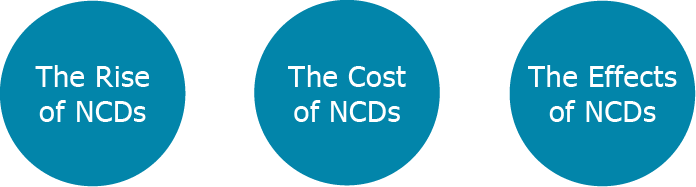 The Rise
of NCDs
The Cost
of NCDs
The Effects
of NCDs